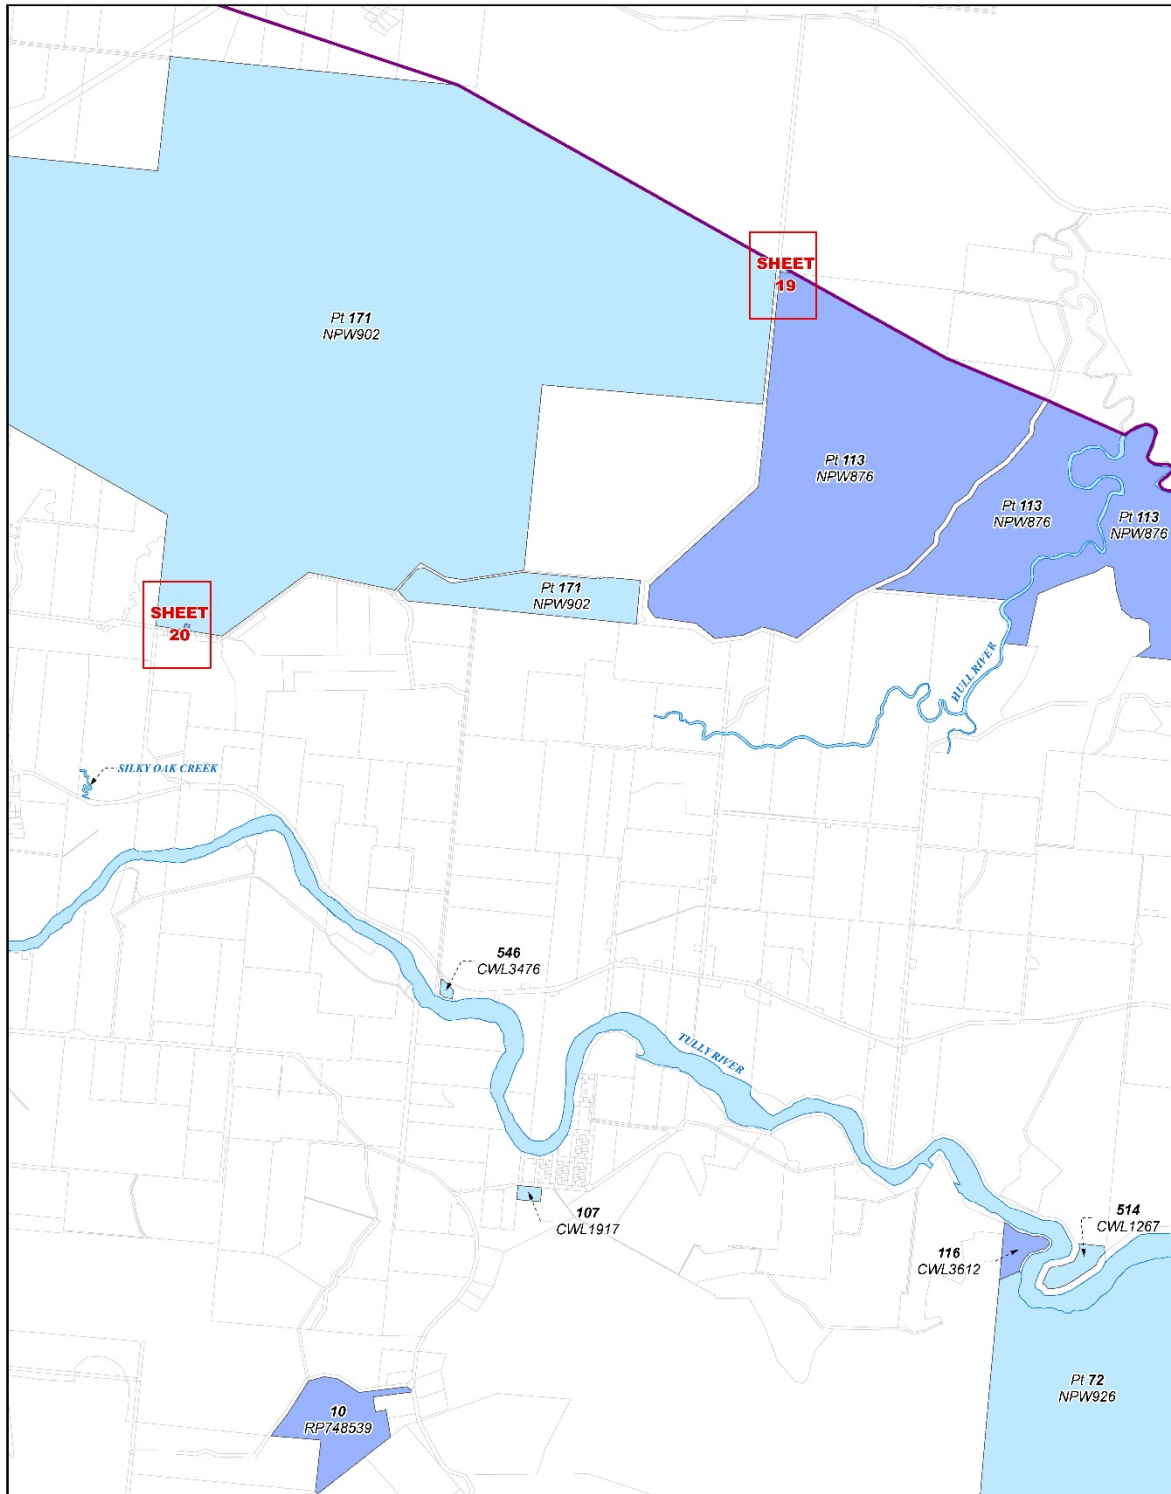 SHEET
19
Pt 171
NPW902
Pt 113
NPW876
Pt 113
NPW876
Pt 113
NPW876
Pt 171
NPW902
SHEET
20
HULL RIVER
SILKY OAK CREEK
546
CWL3476
TULLY RIVER
107
CWL1917
514
CWL1267
116
CWL3612
Pt 72
NPW926
10
RP748539